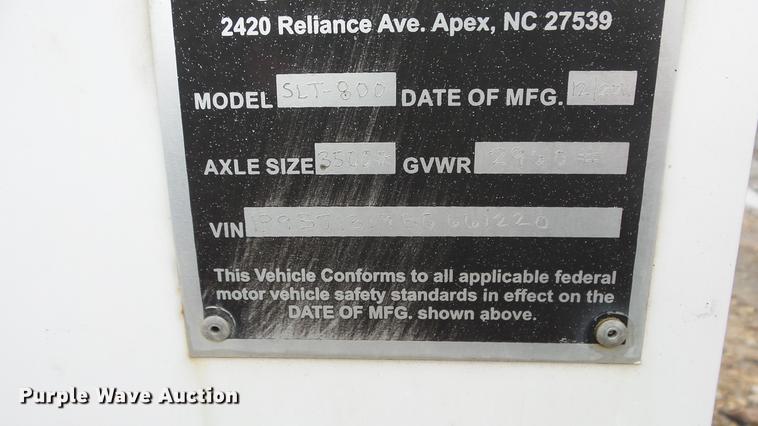 2420 Reliance Ave. Apex, NC 27539
MODEL SLT-800 DATE OF MFG.
AXLE SIZE 3500# GVWR
VIN
This Vehicle Conforms to all applicable federal
motor vehicle safety standards in effect on the
DATE OF MFG. shown above.
Purple Wave Auction